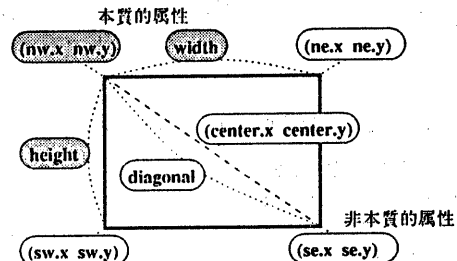 本質的属性
(nw.x nw.y)
width
(ne.x ne.y)
(center.x center.y)
height
diagonal
非本質的属性
(sw.x sw.y)
(se.x se.y)